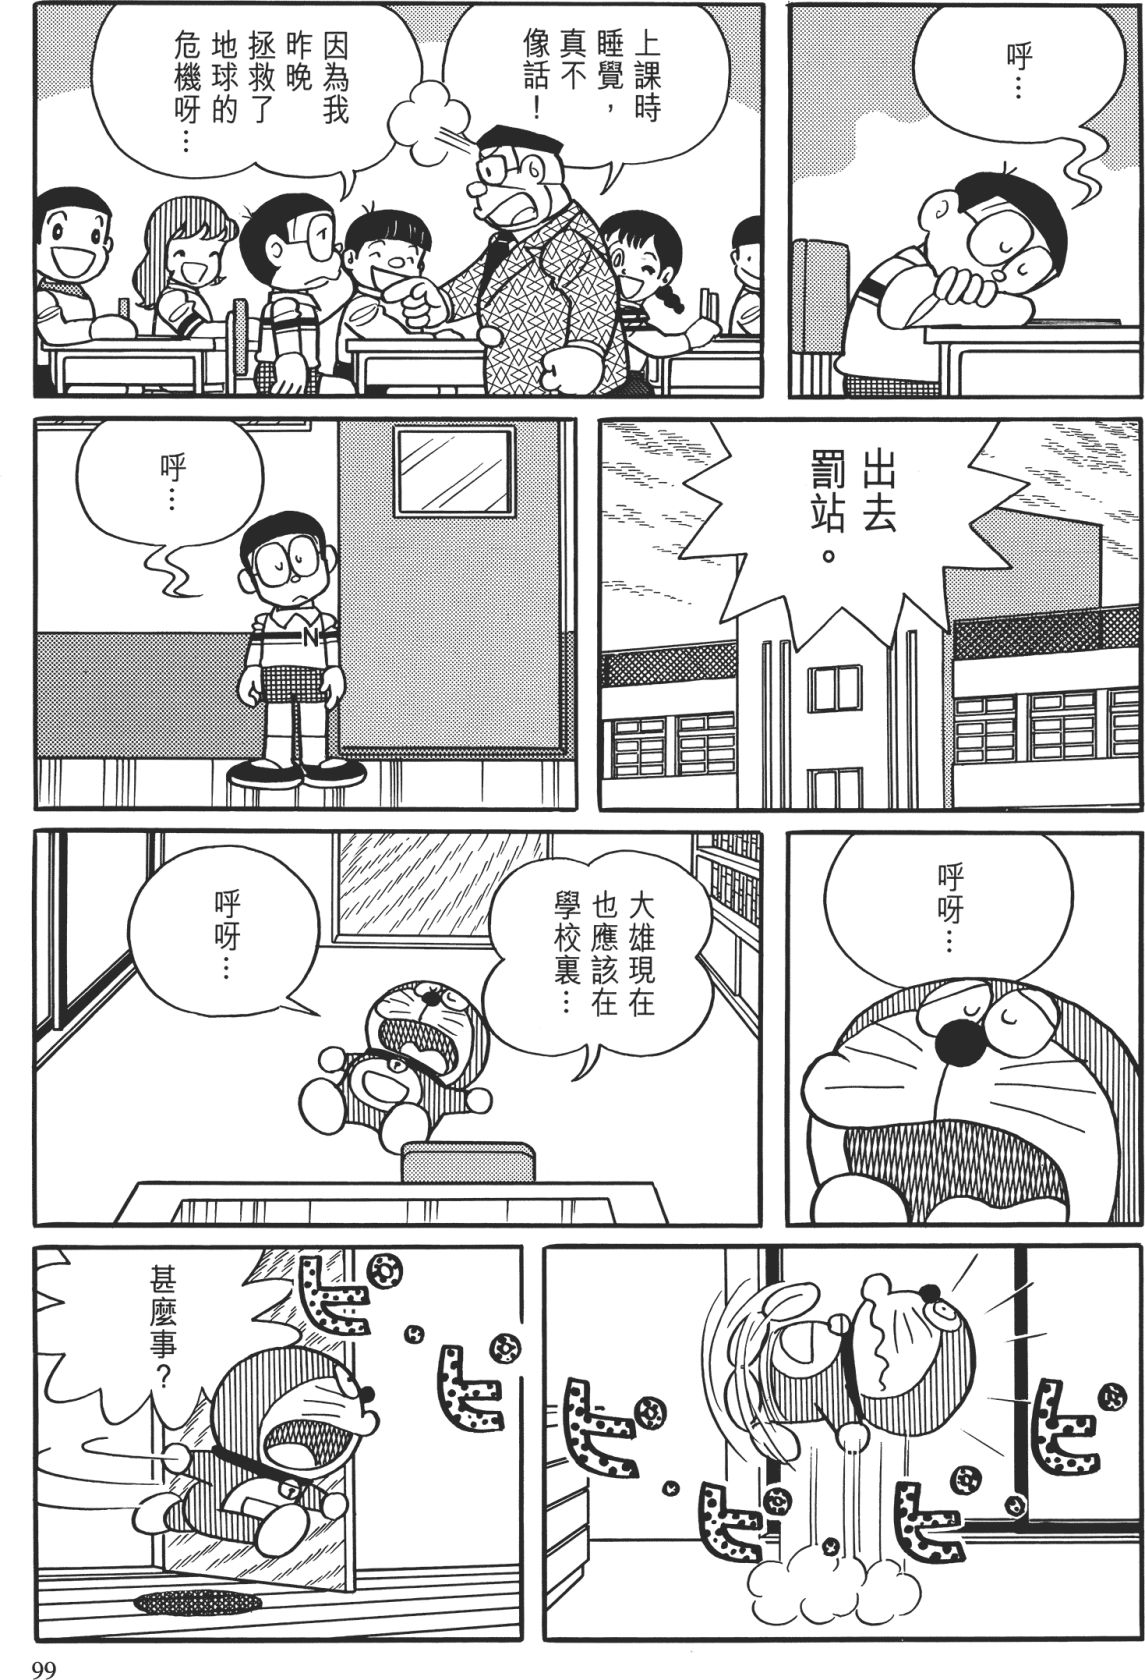 呼…
上課時
睡覺，
真不
像話！
因為我
昨晚
拯救了
地球的
危機呀…
出去
罰站。
呼…
呼呀…
大雄現在
也應該在
學校裏…
呼呀…
ヒ
ヒ
ヒ
ヒ
ヒ
ヒ
甚麼事？
N
99